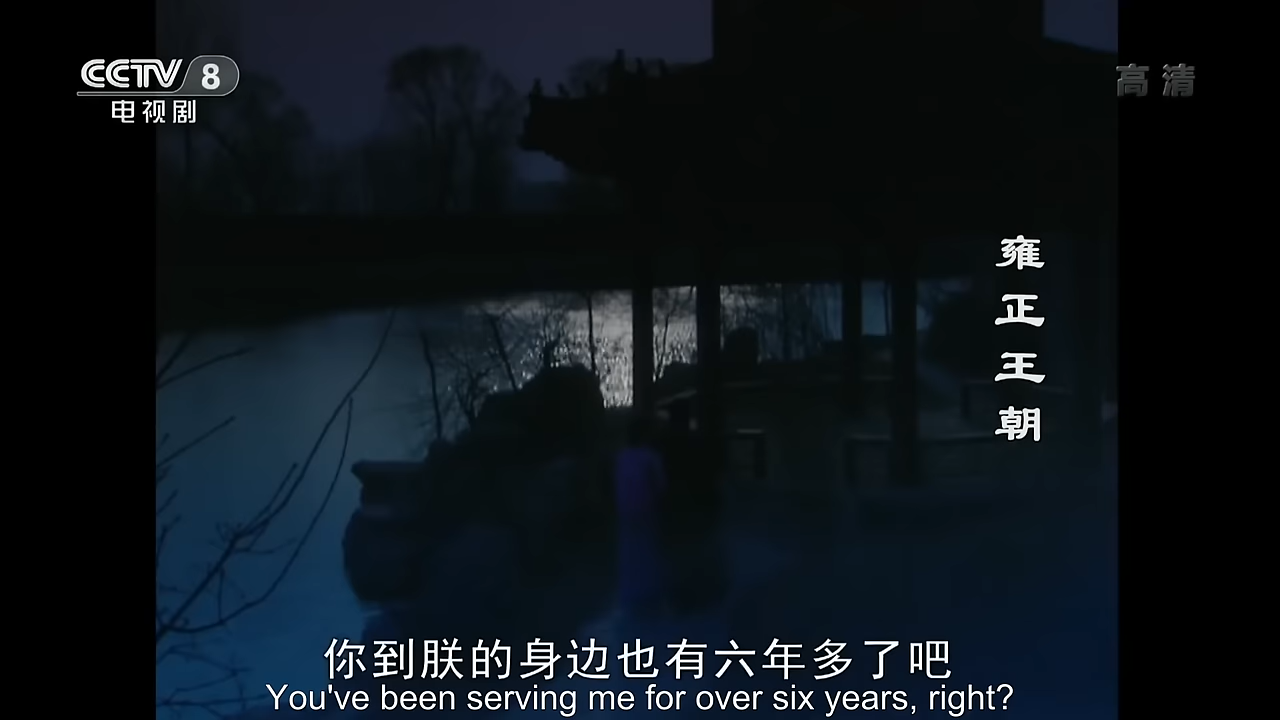 CCTV 8
电视剧
高清
雍正王朝
你到朕的身边也有六年多了吧
You've been serving me for over six years, right?